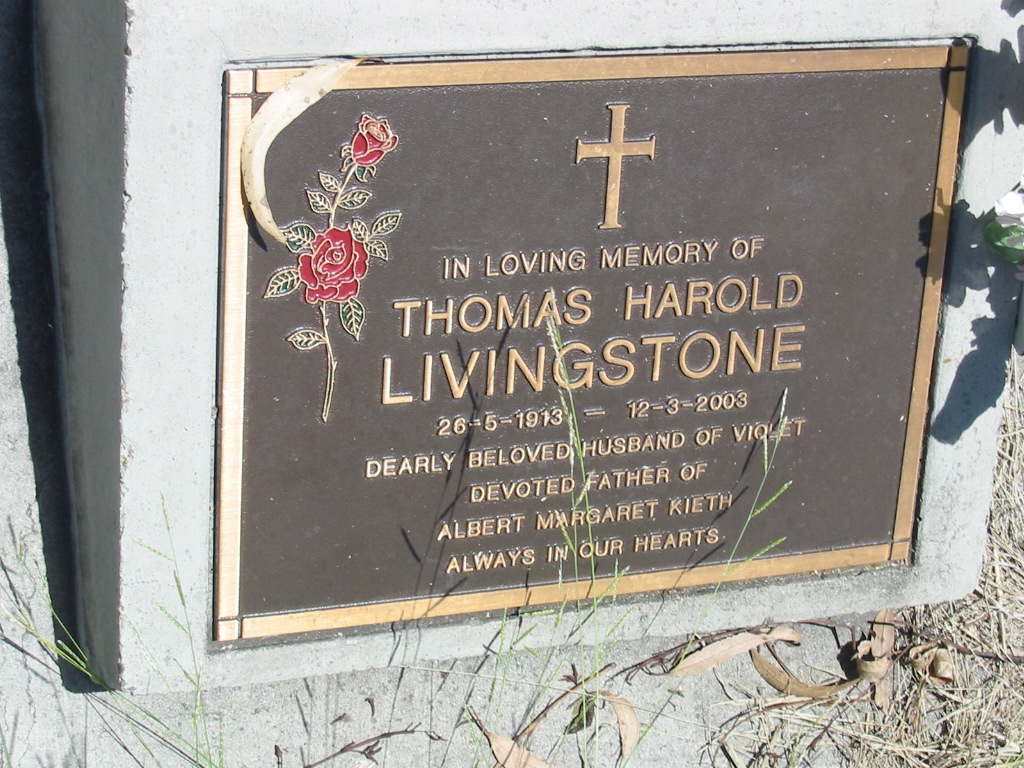 IN LOVING MEMORY OF
THOMAS HAROLD
LIVINGSTONE
26-5-1913 - 12-3-2003
DEARLY BELOVED HUSBAND OF VIOLET
DEVOTED FATHER OF
ALBERT MARGARET KIETH
ALWAYS IN OUR HEARTS